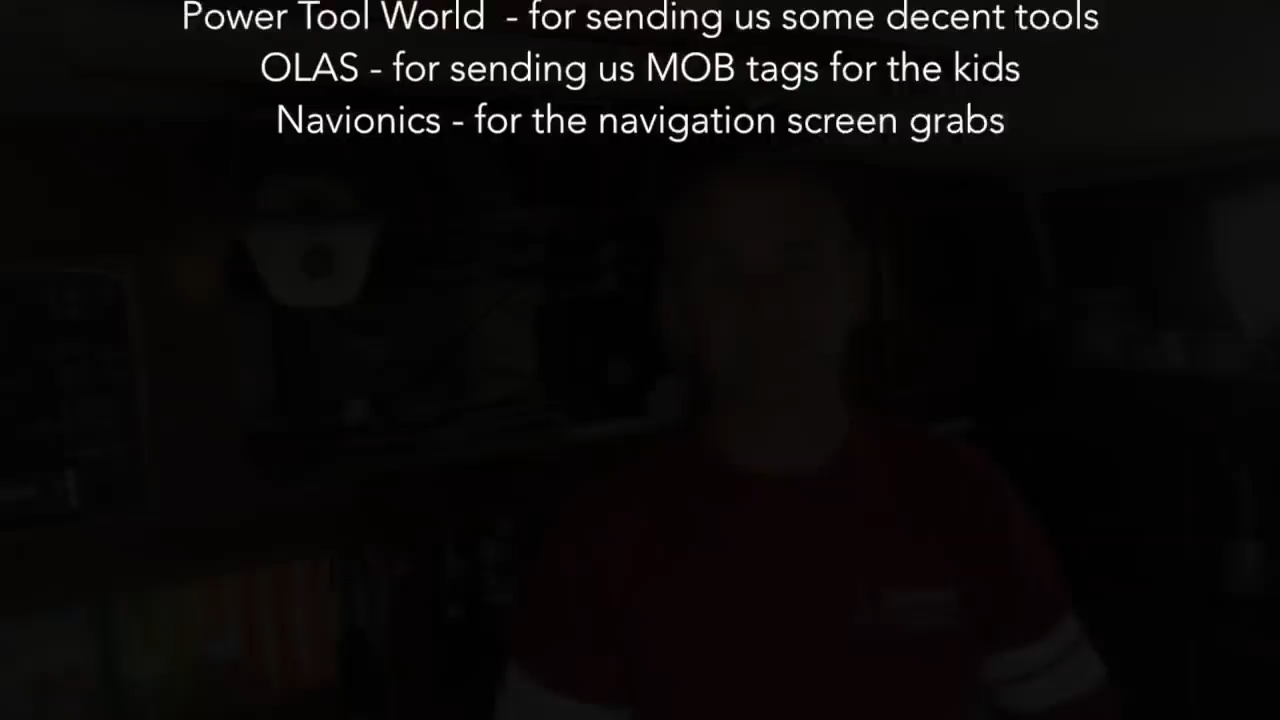 Power Tool World - for sending us some decent tools
OLAS - for sending us MOB tags for the kids
Navionics - for the navigation screen grabs